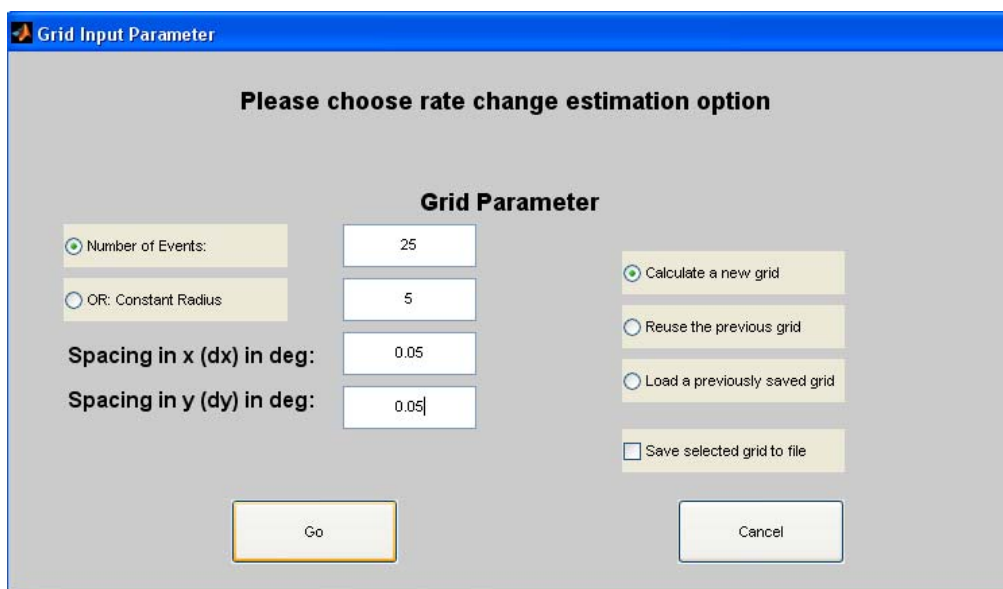 Grid Input Parameter
Please choose rate change estimation option
Grid Parameter
Number of Events:
25
OR: Constant Radius
5
Spacing in x (dx) in deg:
0.05
Spacing in y (dy) in deg:
0.05
Calculate a new grid
Reuse the previous grid
Load a previously saved grid
Save selected grid to file
Go
Cancel